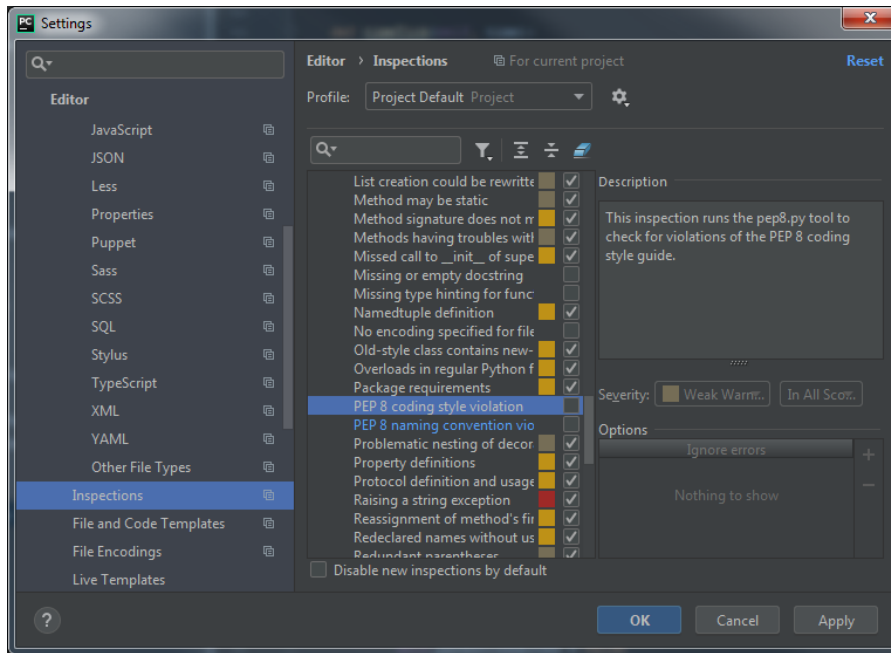 PC Settings
Editor
JavaScript
JSON
Less
Properties
Puppet
Sass
SCSS
SQL
Stylus
TypeScript
XML
YAML
Other File Types
Inspections
File and Code Templates
File Encodings
Live Templates
Editor › Inspections For current project Reset
Profile: Project Default Project
List creation could be rewritte
Method may be static
Method signature does not m
Methods having troubles with
Missed call to __init__ of supe
Missing or empty docstring
Missing type hinting for func
Namedtuple definition
No encoding specified for file
Old-style class contains new-
Overloads in regular Python f
Package requirements
PEP 8 coding style violation
PEP 8 naming convention vio
Problematic nesting of decor
Property definitions
Protocol definition and usage
Raising a string exception
Reassignment of method's fir
Redeclared names without us
Redundant parentheses
Disable new inspections by default
Description
This inspection runs the pep8.py tool to
check for violations of the PEP 8 coding
style guide.
Severity: Weak Warn... In All Sco...
Options
Ignore errors
Nothing to show
? OK Cancel Apply